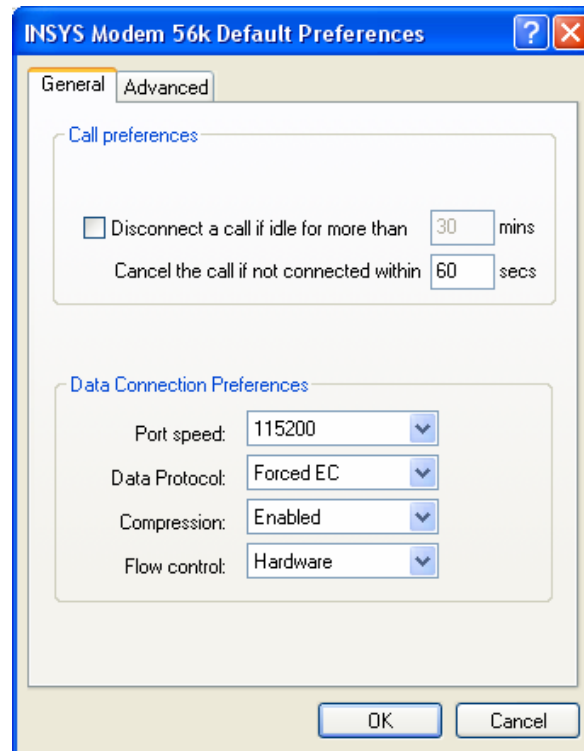 INSYS Modem 56k Default Preferences
General Advanced
Call preferences
Disconnect a call if idle for more than 30 mins
Cancel the call if not connected within 60 secs
Data Connection Preferences
Port speed: 115200
Data Protocol: Forced EC
Compression: Enabled
Flow control: Hardware
OK Cancel